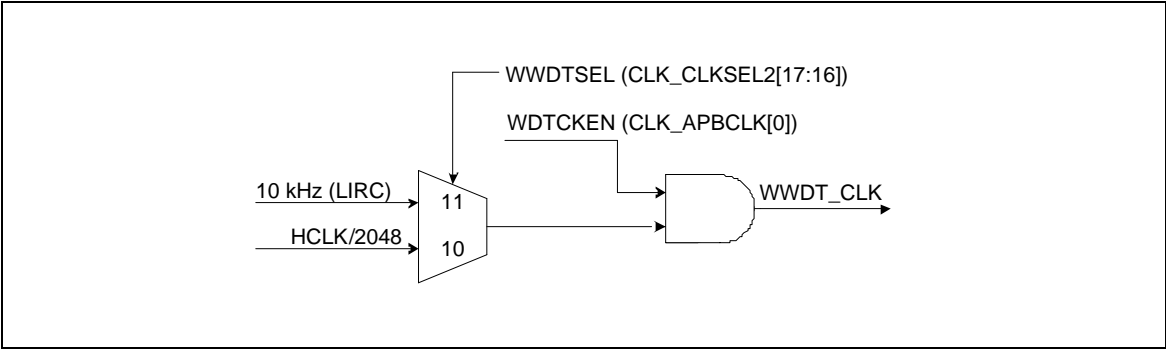 WWDTSEL (CLK_CLKSEL2[17:16])
WDTCKEN (CLK_APBCLK[0])
10 kHz (LIRC)
11
WWDT_CLK
HCLK/2048
10